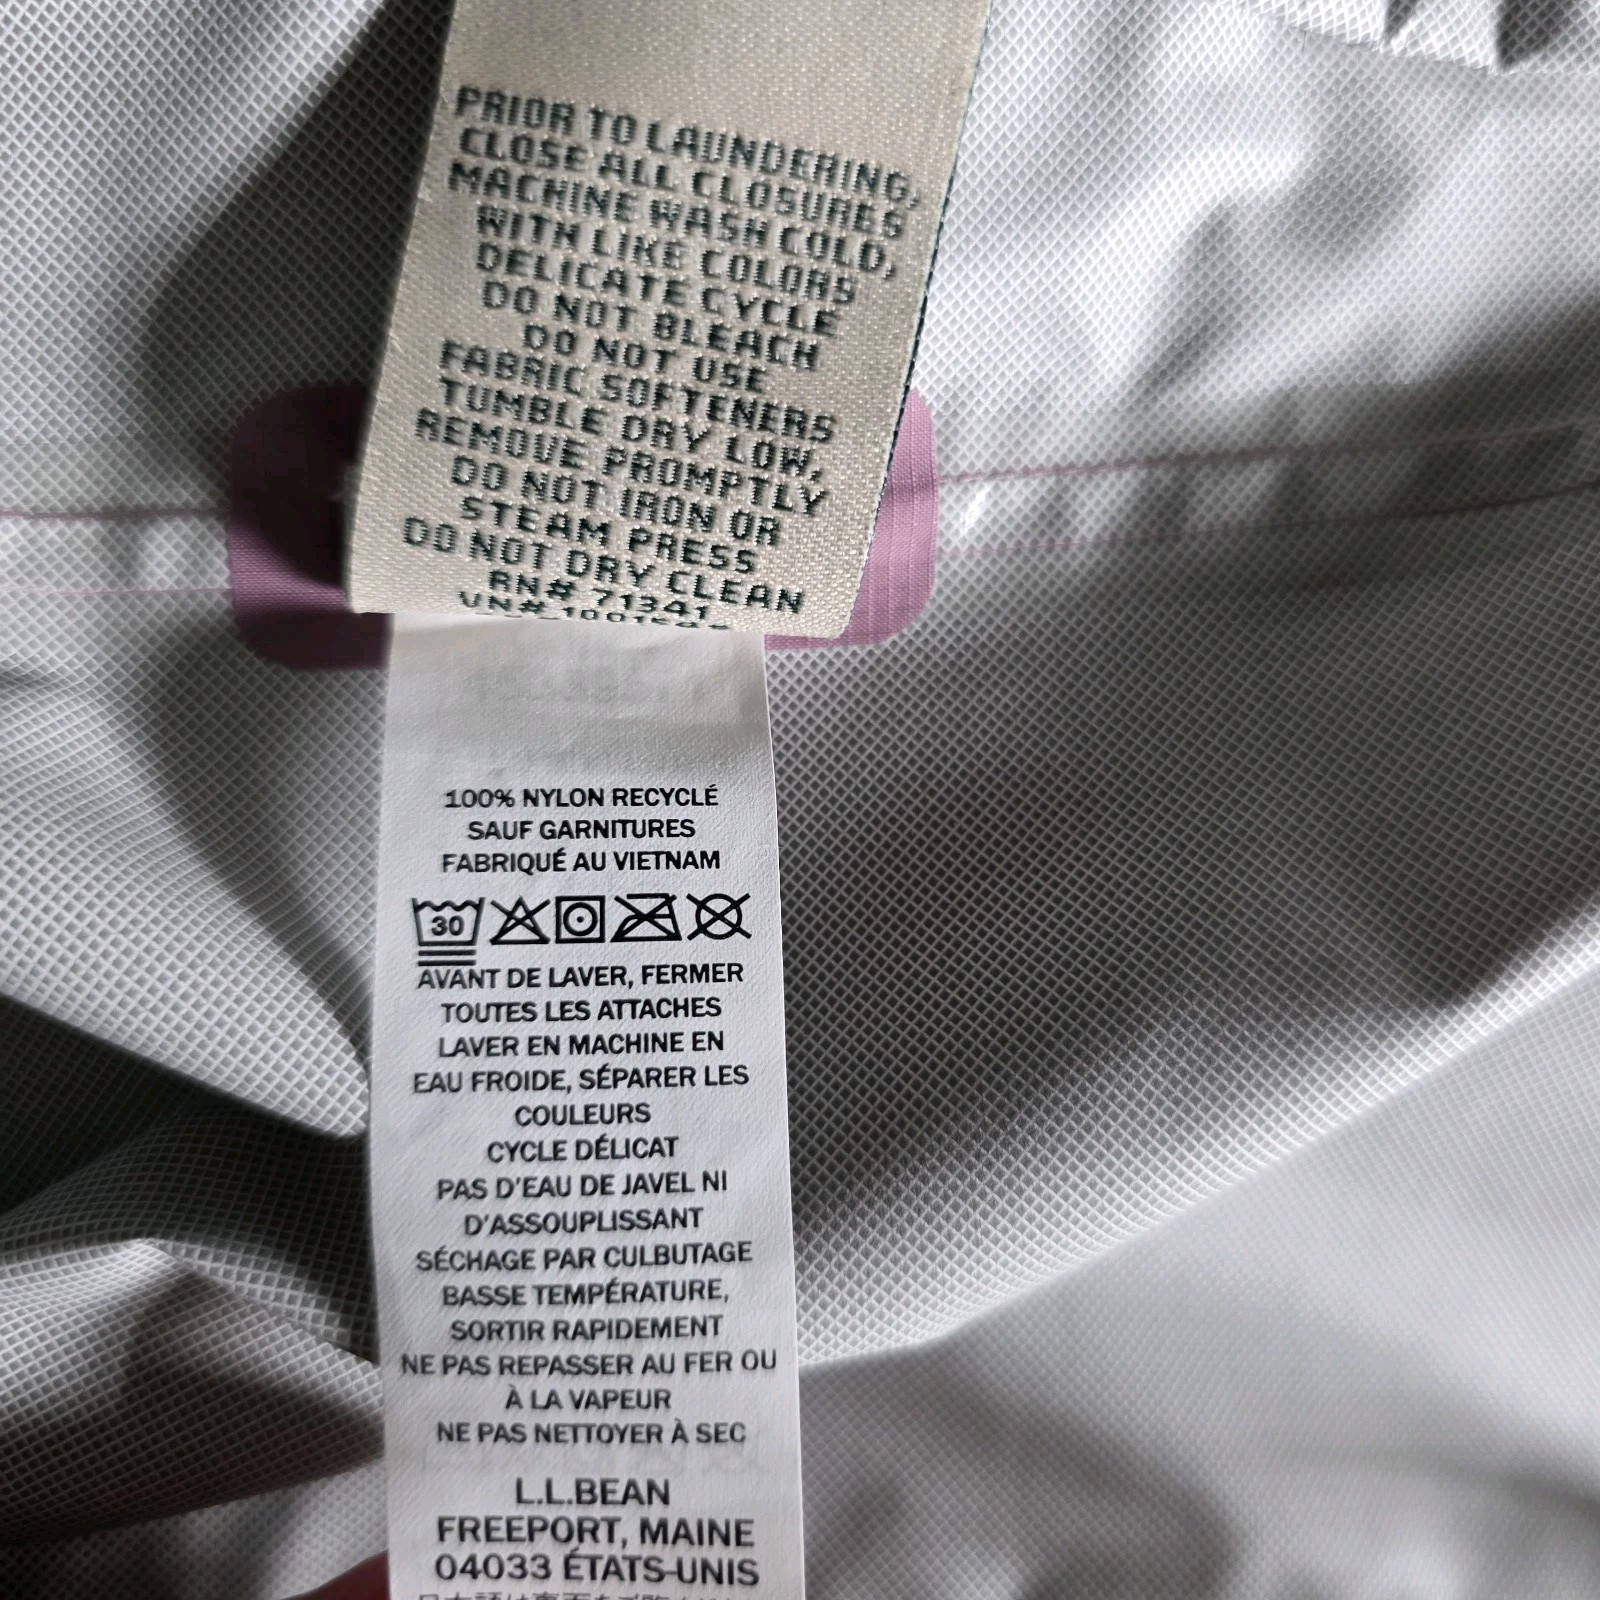 PRIOR TO LAUNDERING,
CLOSE ALL CLOSURES
MACHINE WASH COLD,
WITH LIKE COLORS
DELICATE CYCLE
DO NOT BLEACH
DO NOT USE
FABRIC SOFTENERS
TUMBLE DRY LOW,
REMOVE PROMPTLY
DO NOT IRON OR
STEAM PRESS
DO NOT DRY CLEAN
RN# 71341
VN#
100% NYLON RECYCLÉ
SAUF GARNITURES
FABRIQUÉ AU VIETNAM
30
AVANT DE LAVER, FERMER
TOUTES LES ATTACHES
LAVER EN MACHINE EN
EAU FROIDE, SÉPARER LES
COULEURS
CYCLE DÉLICAT
PAS D'EAU DE JAVEL NI
D'ASSOUPLISSANT
SÉCHAGE PAR CULBUTAGE
BASSE TEMPÉRATURE,
SORTIR RAPIDEMENT
NE PAS REPASSER AU FER OU
À LA VAPEUR
NE PAS NETTOYER À SEC
L.L.BEAN
FREEPORT, MAINE
04033 ÉTATS-UNIS